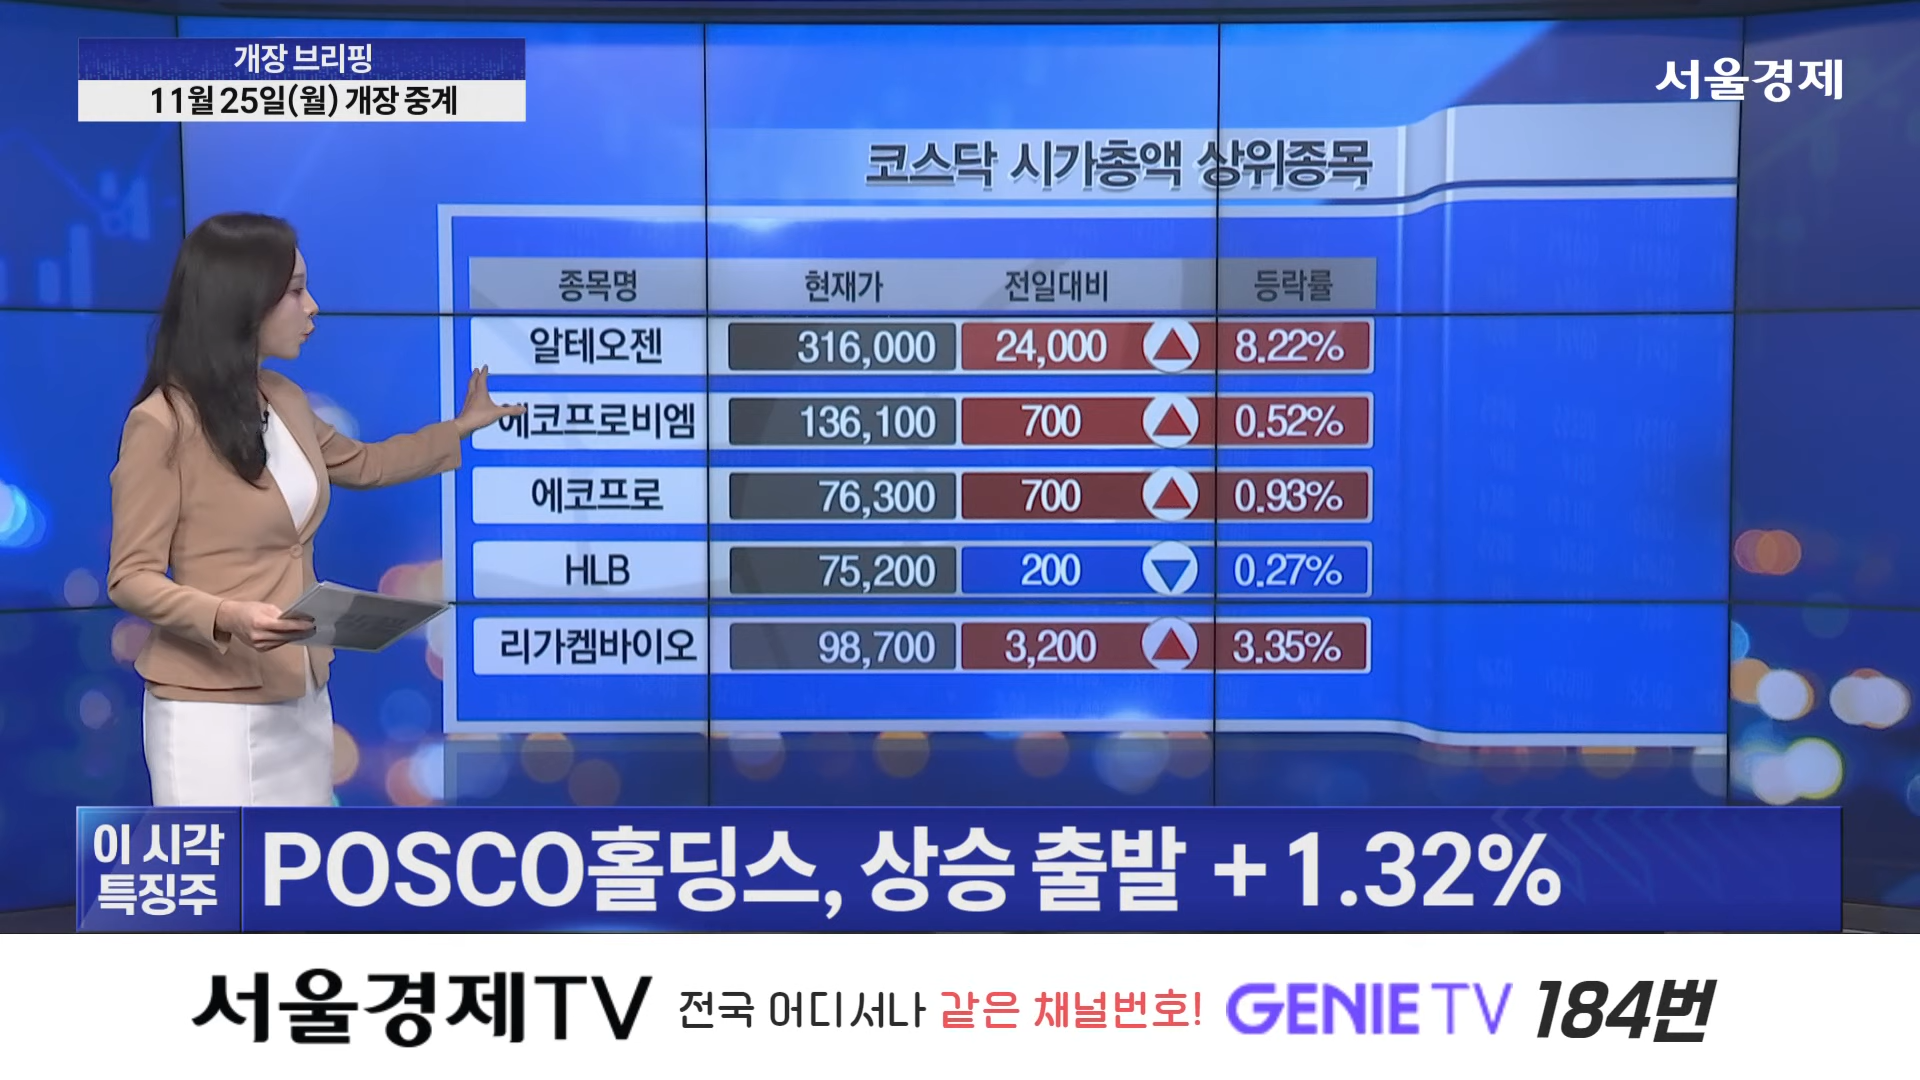 개장 브리핑
11월 25일(월) 개장 중계
서울경제
코스닥 시가총액 상위종목
종목명 현재가 전일대비 등락률
알테오젠 316,000 24,000 8.22%
에코프로비엠 136,100 700 0.52%
에코프로 76,300 700 0.93%
HLB 75,200 200 0.27%
리가켐바이오 98,700 3,200 3.35%
이 시각
특징주
POSCO홀딩스, 상승 출발 +1.32%
서울경제TV 전국 어디서나 같은 채널번호! GENIE TV 184번